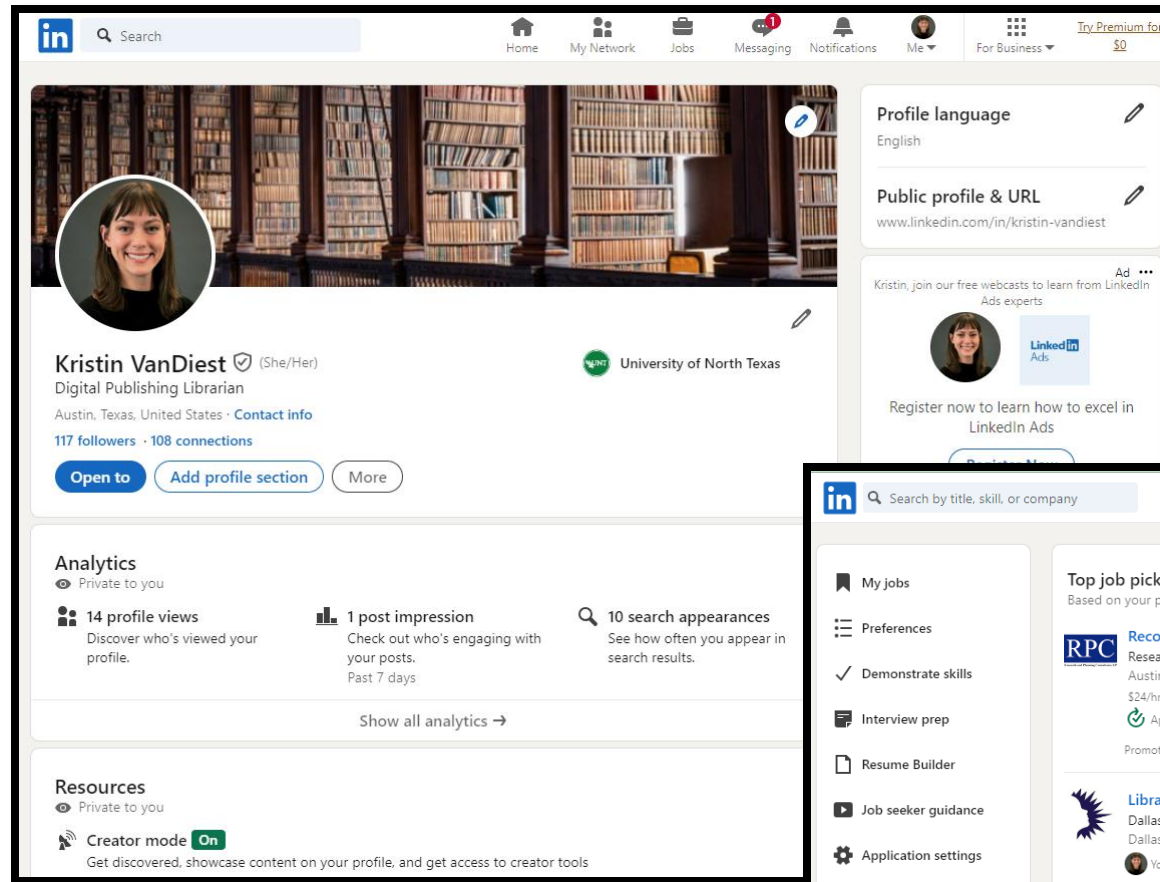 in Search
Home
My Network
Jobs
1
Messaging
Notifications
Me
For Business
Try Premium for
$0
Profile language
English
Public profile & URL
www.linkedin.com/in/kristin-vandiest
Ad
Kristin, join our free webcasts to learn from LinkedIn
Ads experts
Linked in
Ads
Register now to learn how to excel in
LinkedIn Ads
Register Now
Kristin VanDiest (She/Her)
UNT University of North Texas
Digital Publishing Librarian
Austin, Texas, United States · Contact info
117 followers · 108 connections
Open to
Add profile section
More
Analytics
Private to you
14 profile views
Discover who's viewed your
profile.
1 post impression
Check out who's engaging with
your posts.
Past 7 days
10 search appearances
See how often you appear in
search results.
Show all analytics →
Resources
Private to you
Creator mode On
Get discovered, showcase content on your profile, and get access to creator tools
in Search by title, skill, or company
My jobs
Preferences
Demonstrate skills
Interview prep
Resume Builder
Job seeker guidance
Application settings
Top job pick
Based on your p
RPC
Reco
Resea
Austin
$24/hr
Ap
Promot
Libra
Dallas
Dallas
Yo